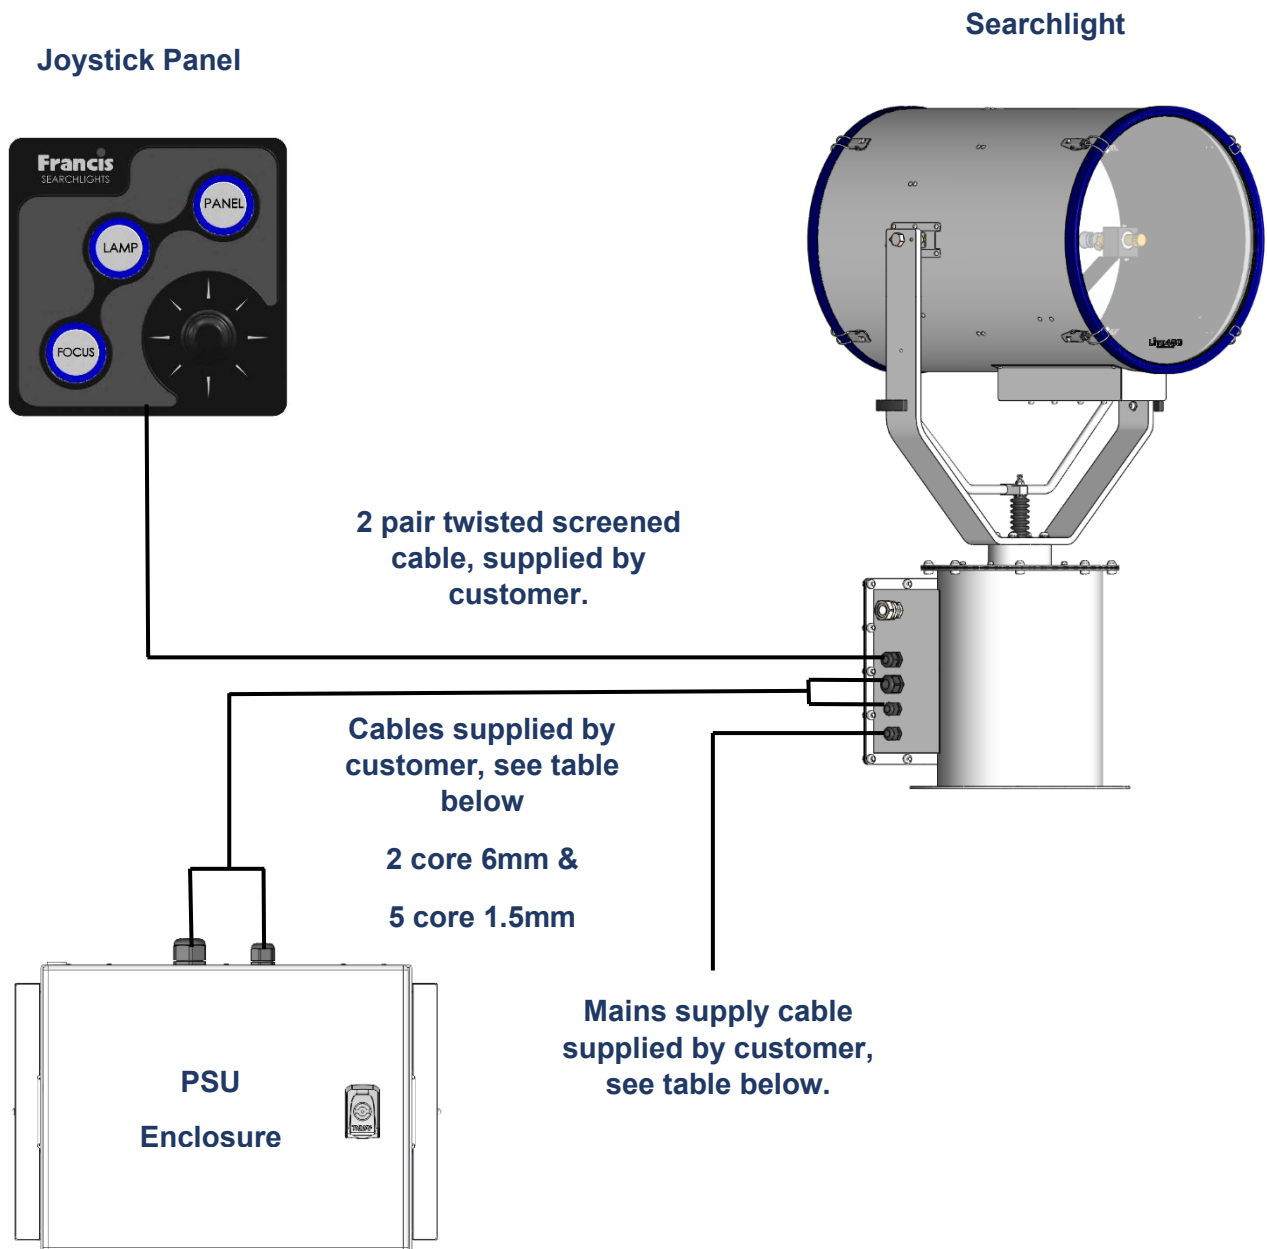 Searchlight
Joystick Panel
Francis
SEARCHLIGHTS
PANEL
LAMP
FOCUS
2 pair twisted screened
cable, supplied by
customer.
Cables supplied by
customer, see table
below
2 core 6mm &
5 core 1.5mm
Mains supply cable
supplied by customer,
see table below.
PSU
Enclosure